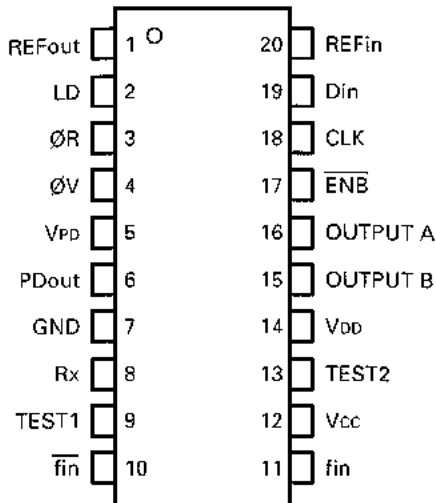 REFout 1 20 REFin
LD 2 19 Din
ØR 3 18 CLK
ØV 4 17 E̅N̅B̅
VPD 5 16 OUTPUT A
PDout 6 15 OUTPUT B
GND 7 14 VDD
Rx 8 13 TEST2
TEST1 9 12 Vcc
f̅i̅n̅ 10 11 fin